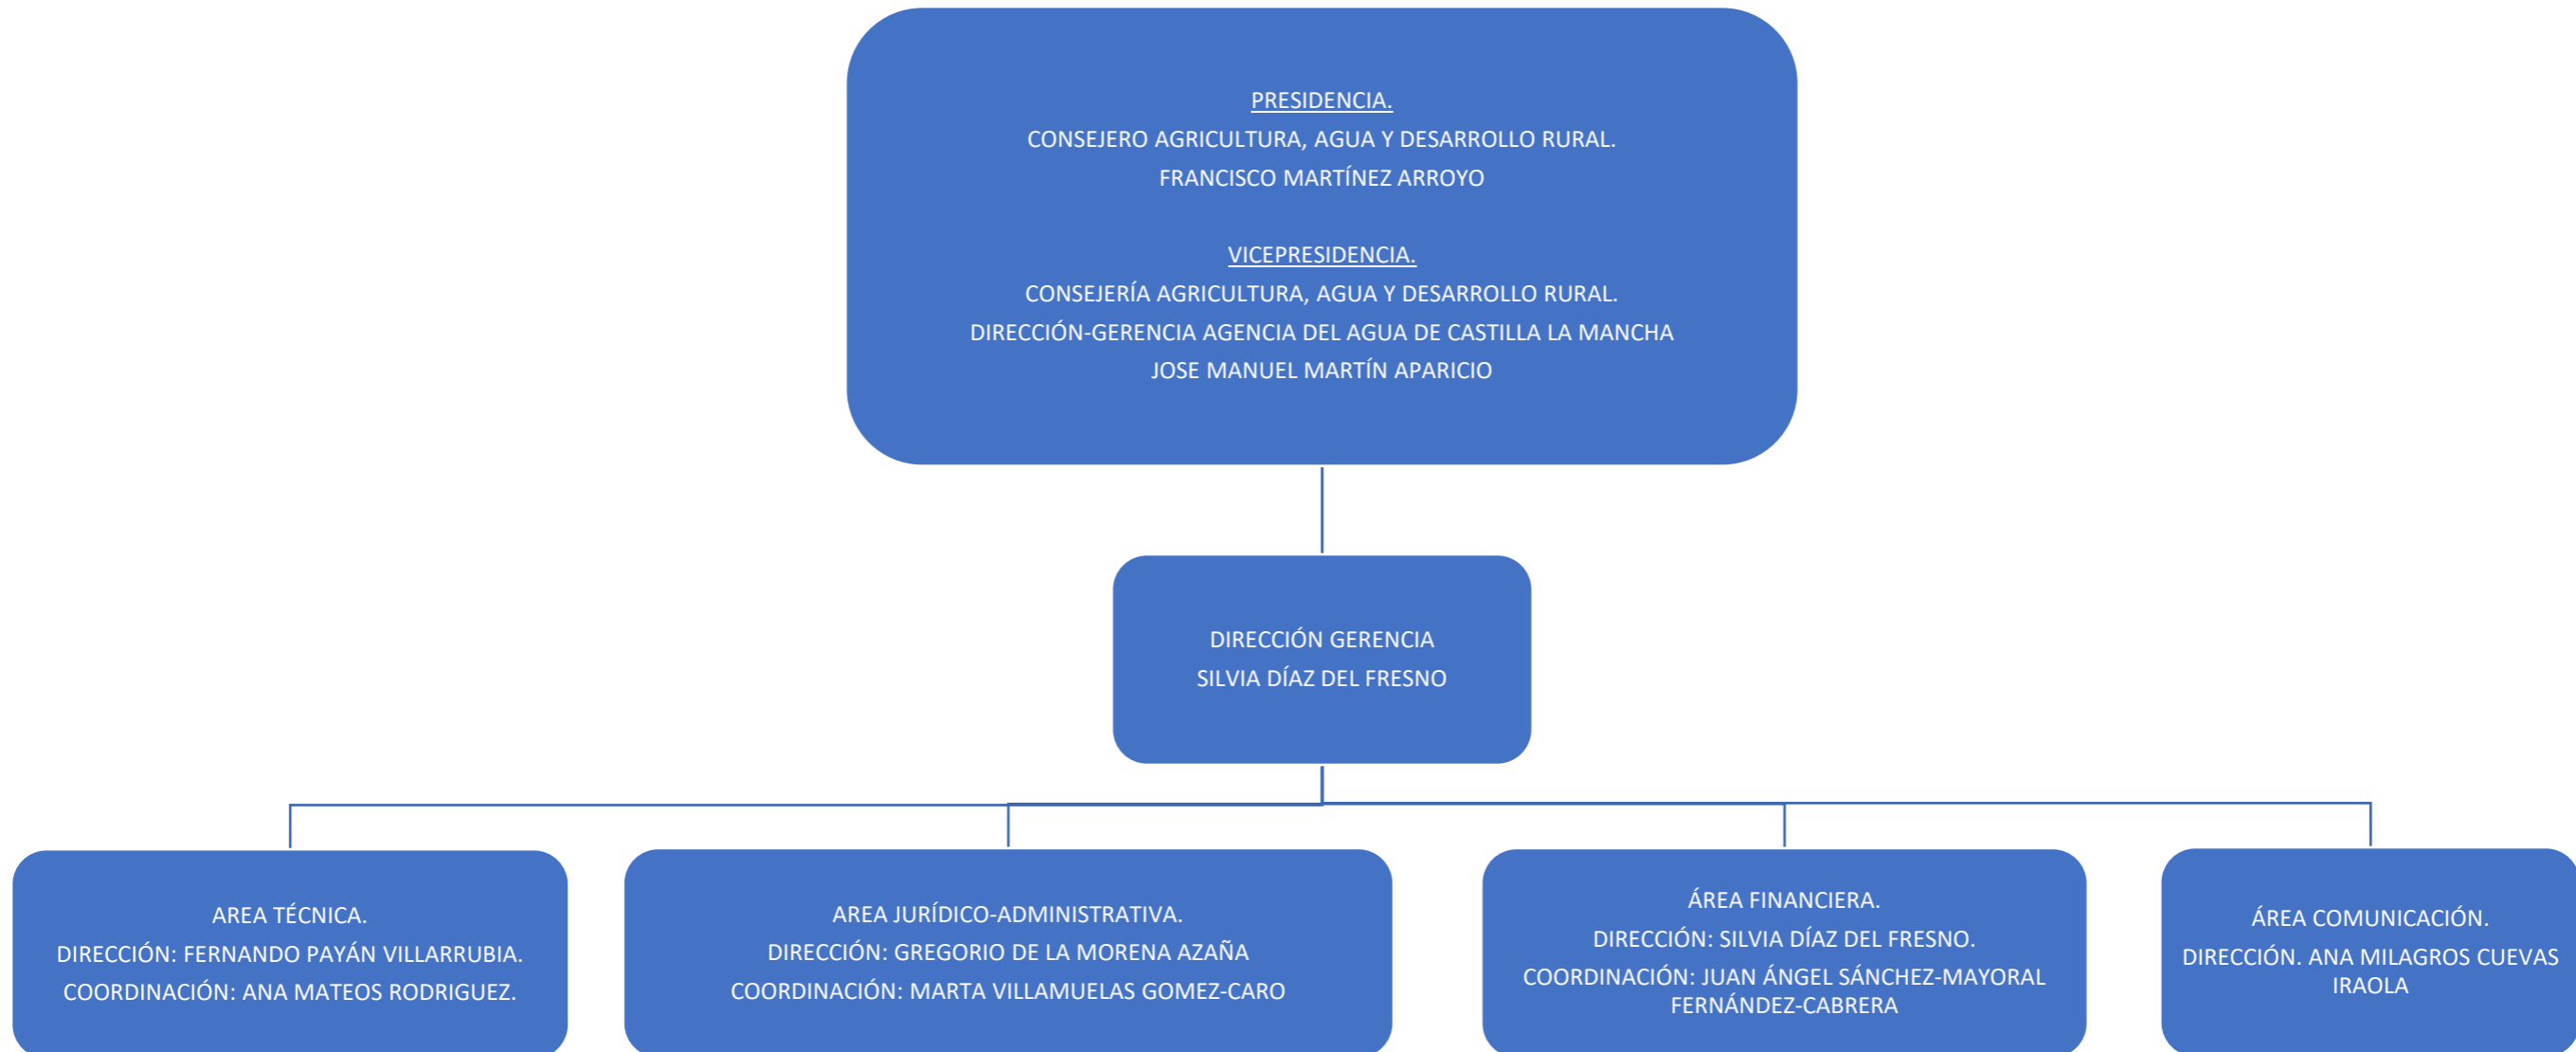 PRESIDENCIA.
CONSEJERO AGRICULTURA, AGUA Y DESARROLLO RURAL.
FRANCISCO MARTÍNEZ ARROYO
VICEPRESIDENCIA.
CONSEJERÍA AGRICULTURA, AGUA Y DESARROLLO RURAL.
DIRECCIÓN-GERENCIA AGENCIA DEL AGUA DE CASTILLA LA MANCHA
JOSE MANUEL MARTÍN APARICIO
DIRECCIÓN GERENCIA
SILVIA DÍAZ DEL FRESNO
AREA TÉCNICA.
DIRECCIÓN: FERNANDO PAYÁN VILLARRUBIA.
COORDINACIÓN: ANA MATEOS RODRIGUEZ.
AREA JURÍDICO-ADMINISTRATIVA.
DIRECCIÓN: GREGORIO DE LA MORENA AZAÑA
COORDINACIÓN: MARTA VILLAMUELAS GOMEZ-CARO
ÁREA FINANCIERA.
DIRECCIÓN: SILVIA DÍAZ DEL FRESNO.
COORDINACIÓN: JUAN ÁNGEL SÁNCHEZ-MAYORAL
FERNÁNDEZ-CABRERA
ÁREA COMUNICACIÓN.
DIRECCIÓN. ANA MILAGROS CUEVAS
IRAOLA